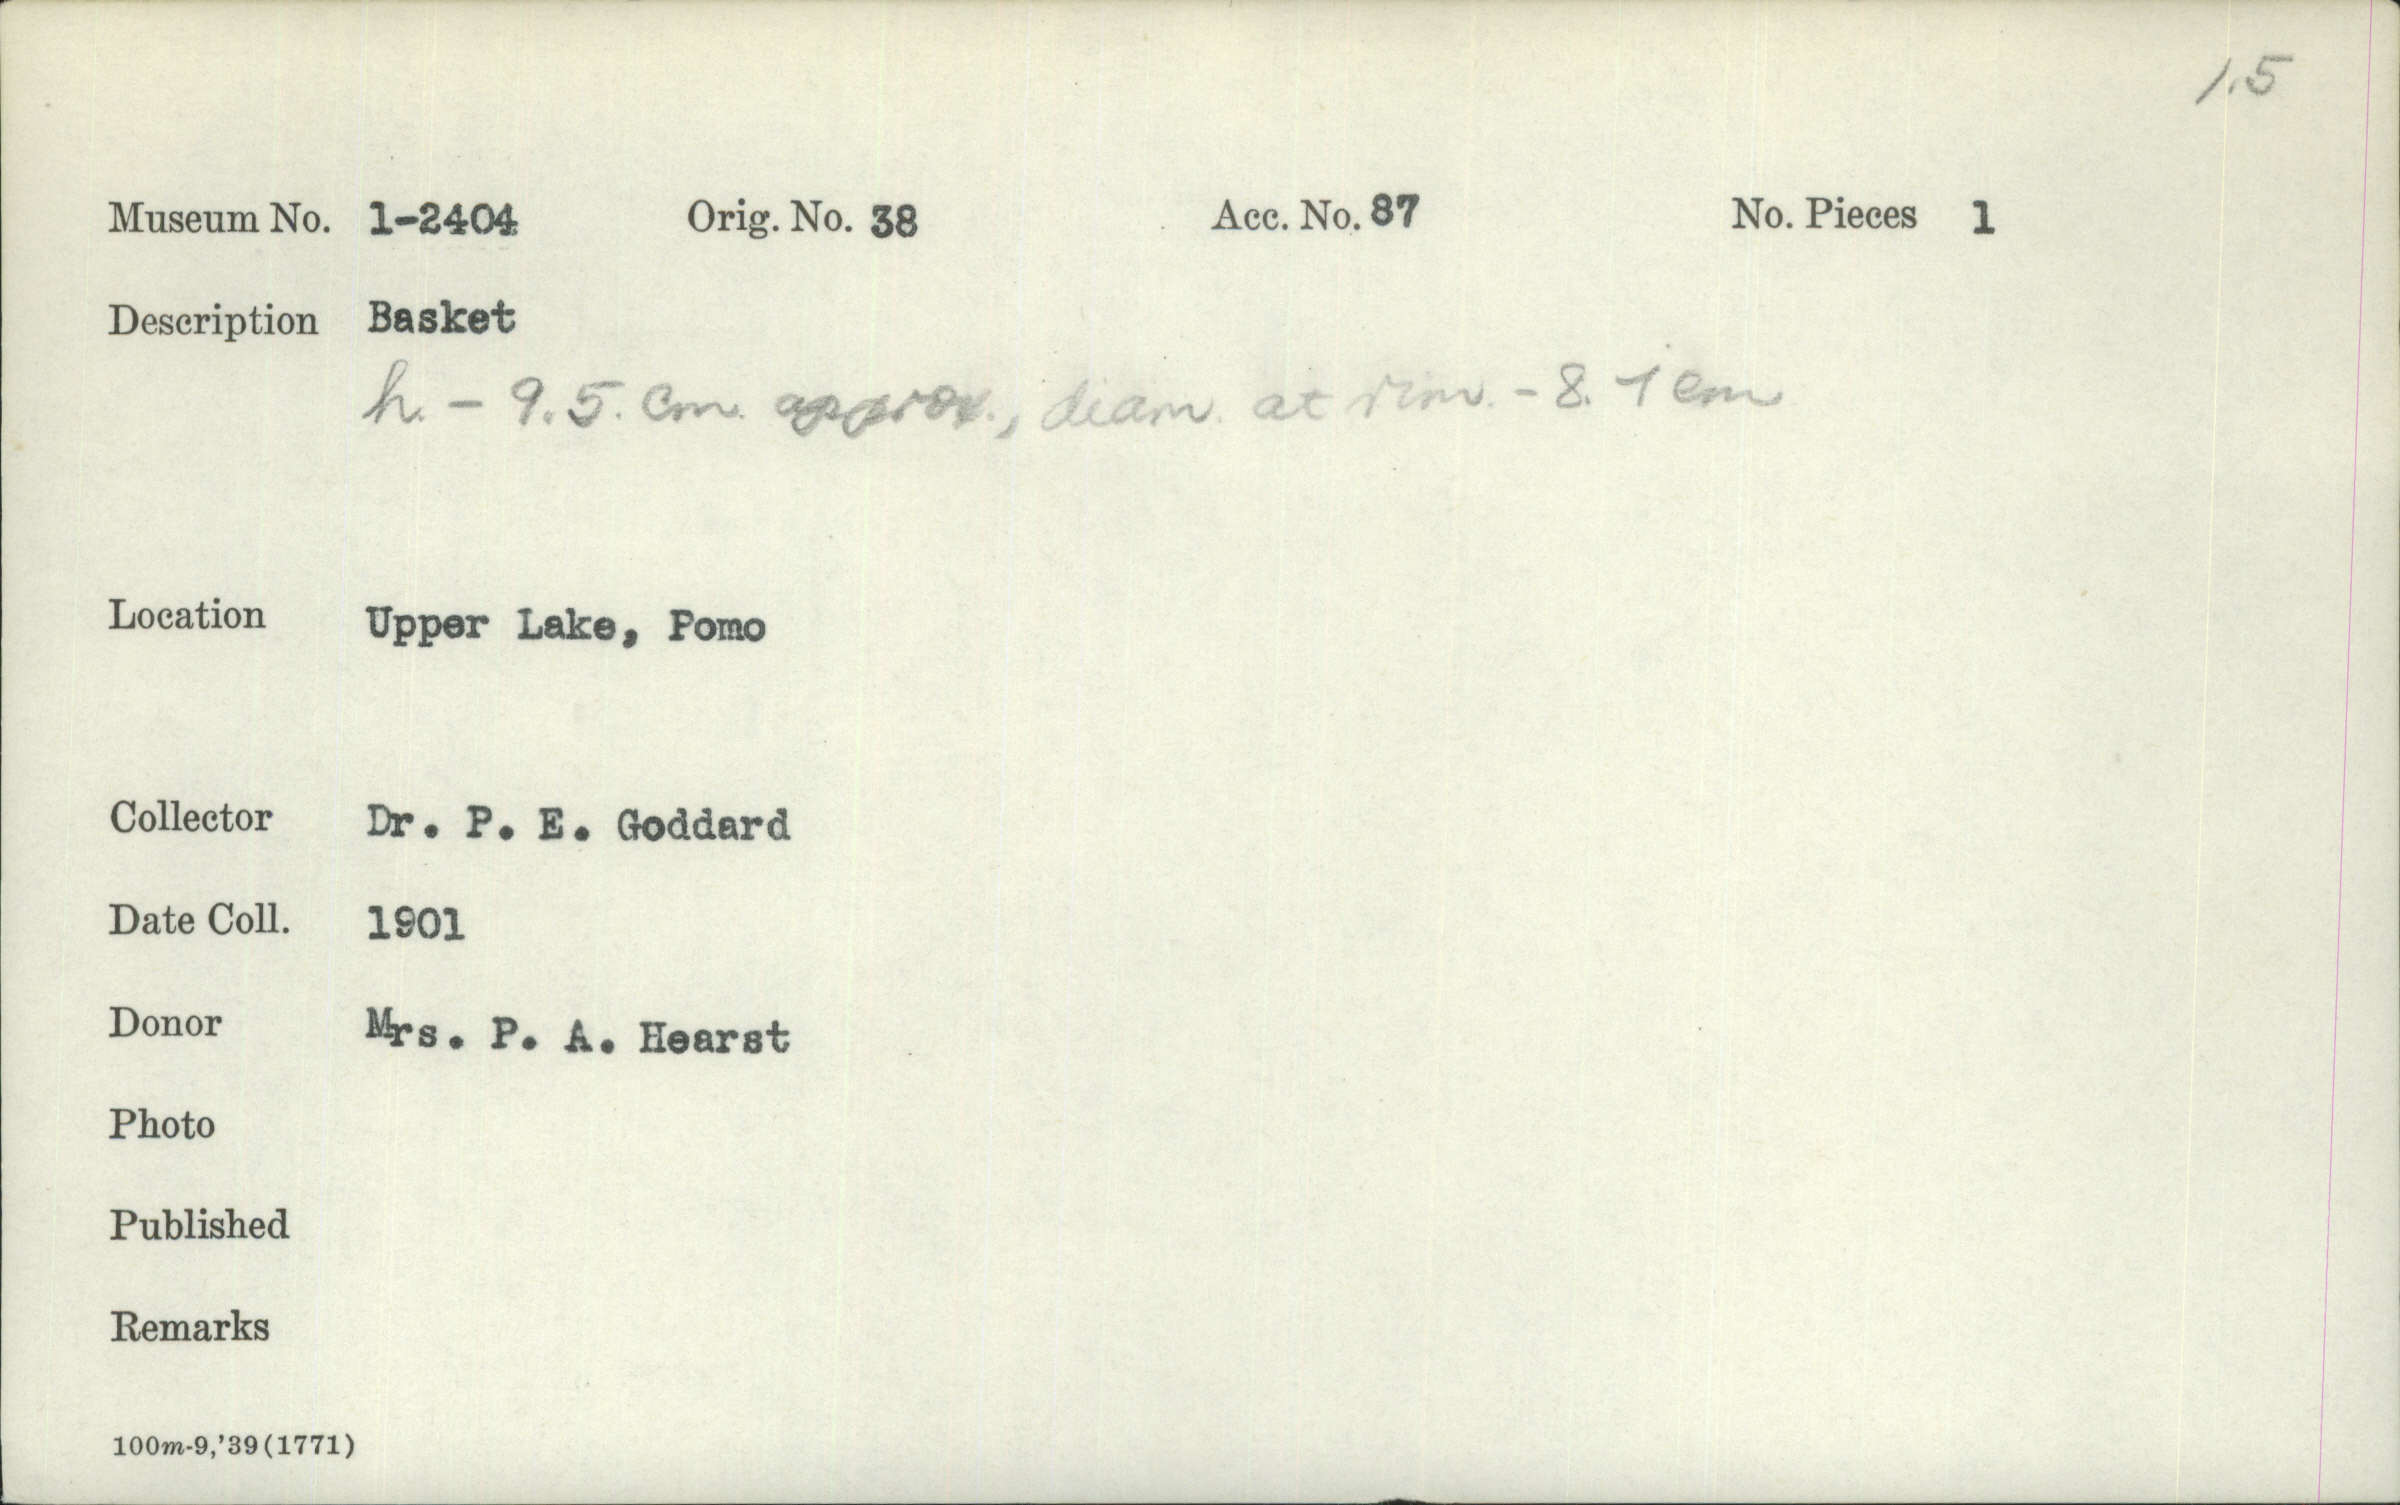 1.5
Museum No. 1-2404 Orig. No. 38 Acc. No. 87 No. Pieces 1
Description Basket
h. - 9.5. cm. approx., diam. at rim. - 8.1 cm
Location Upper Lake, Pomo
Collector Dr. P. E. Goddard
Date Coll. 1901
Donor Mrs. P. A. Hearst
Photo
Published
Remarks
100m-9,'39(1771)